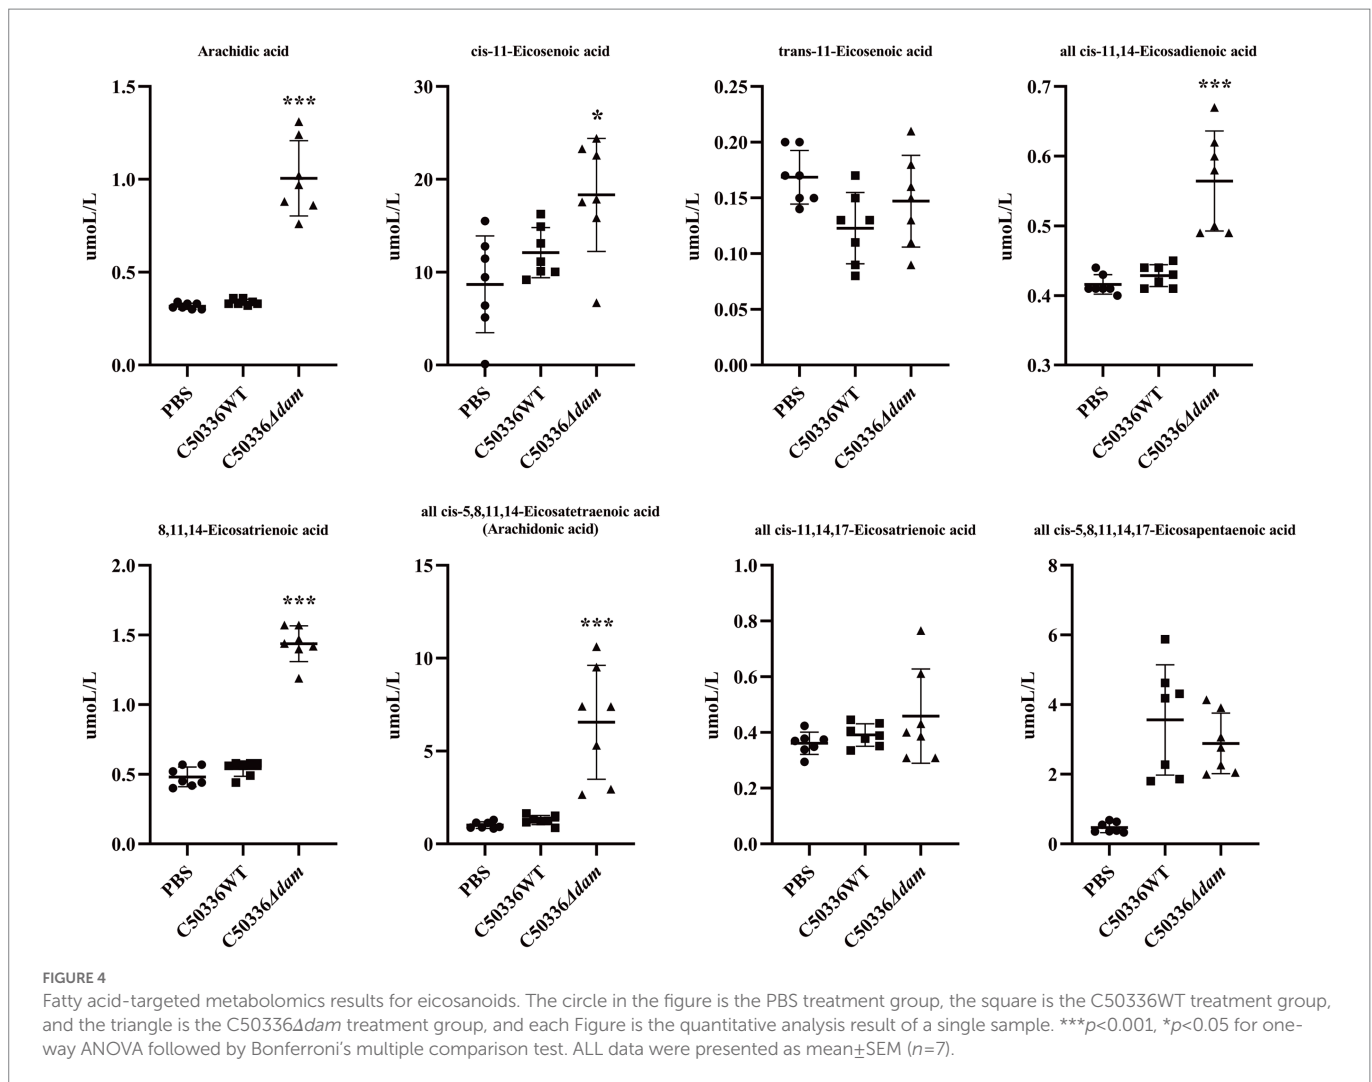 Arachidic acid
1.5
1.0
0.5
0.0
umoL/L
***
PBS
C50336WT
C50336Δdam
cis-11-Eicosenoic acid
30
20
10
0
umoL/L
*
PBS
C50336WT
C50336Δdam
trans-11-Eicosenoic acid
0.25
0.20
0.15
0.10
0.05
0.00
umoL/L
PBS
C50336WT
C50336Δdam
all cis-11,14-Eicosadienoic acid
0.7
0.6
0.5
0.4
0.3
umoL/L
***
PBS
C50336WT
C50336Δdam
8,11,14-Eicosatrienoic acid
2.0
1.5
1.0
0.5
0.0
umoL/L
***
PBS
C50336WT
C50336Δdam
all cis-5,8,11,14-Eicosatetraenoic acid
(Arachidonic acid)
15
10
5
0
umoL/L
***
PBS
C50336WT
C50336Δdam
all cis-11,14,17-Eicosatrienoic acid
1.0
0.8
0.6
0.4
0.2
0.0
umoL/L
PBS
C50336WT
C50336Δdam
all cis-5,8,11,14,17-Eicosapentaenoic acid
8
6
4
2
0
umoL/L
PBS
C50336WT
C50336Δdam
FIGURE 4
Fatty acid-targeted metabolomics results for eicosanoids. The circle in the figure is the PBS treatment group, the square is the C50336WT treatment group,
and the triangle is the C50336Δdam treatment group, and each Figure is the quantitative analysis result of a single sample. ***p<0.001, *p<0.05 for one-
way ANOVA followed by Bonferroni's multiple comparison test. ALL data were presented as mean±SEM (n=7).